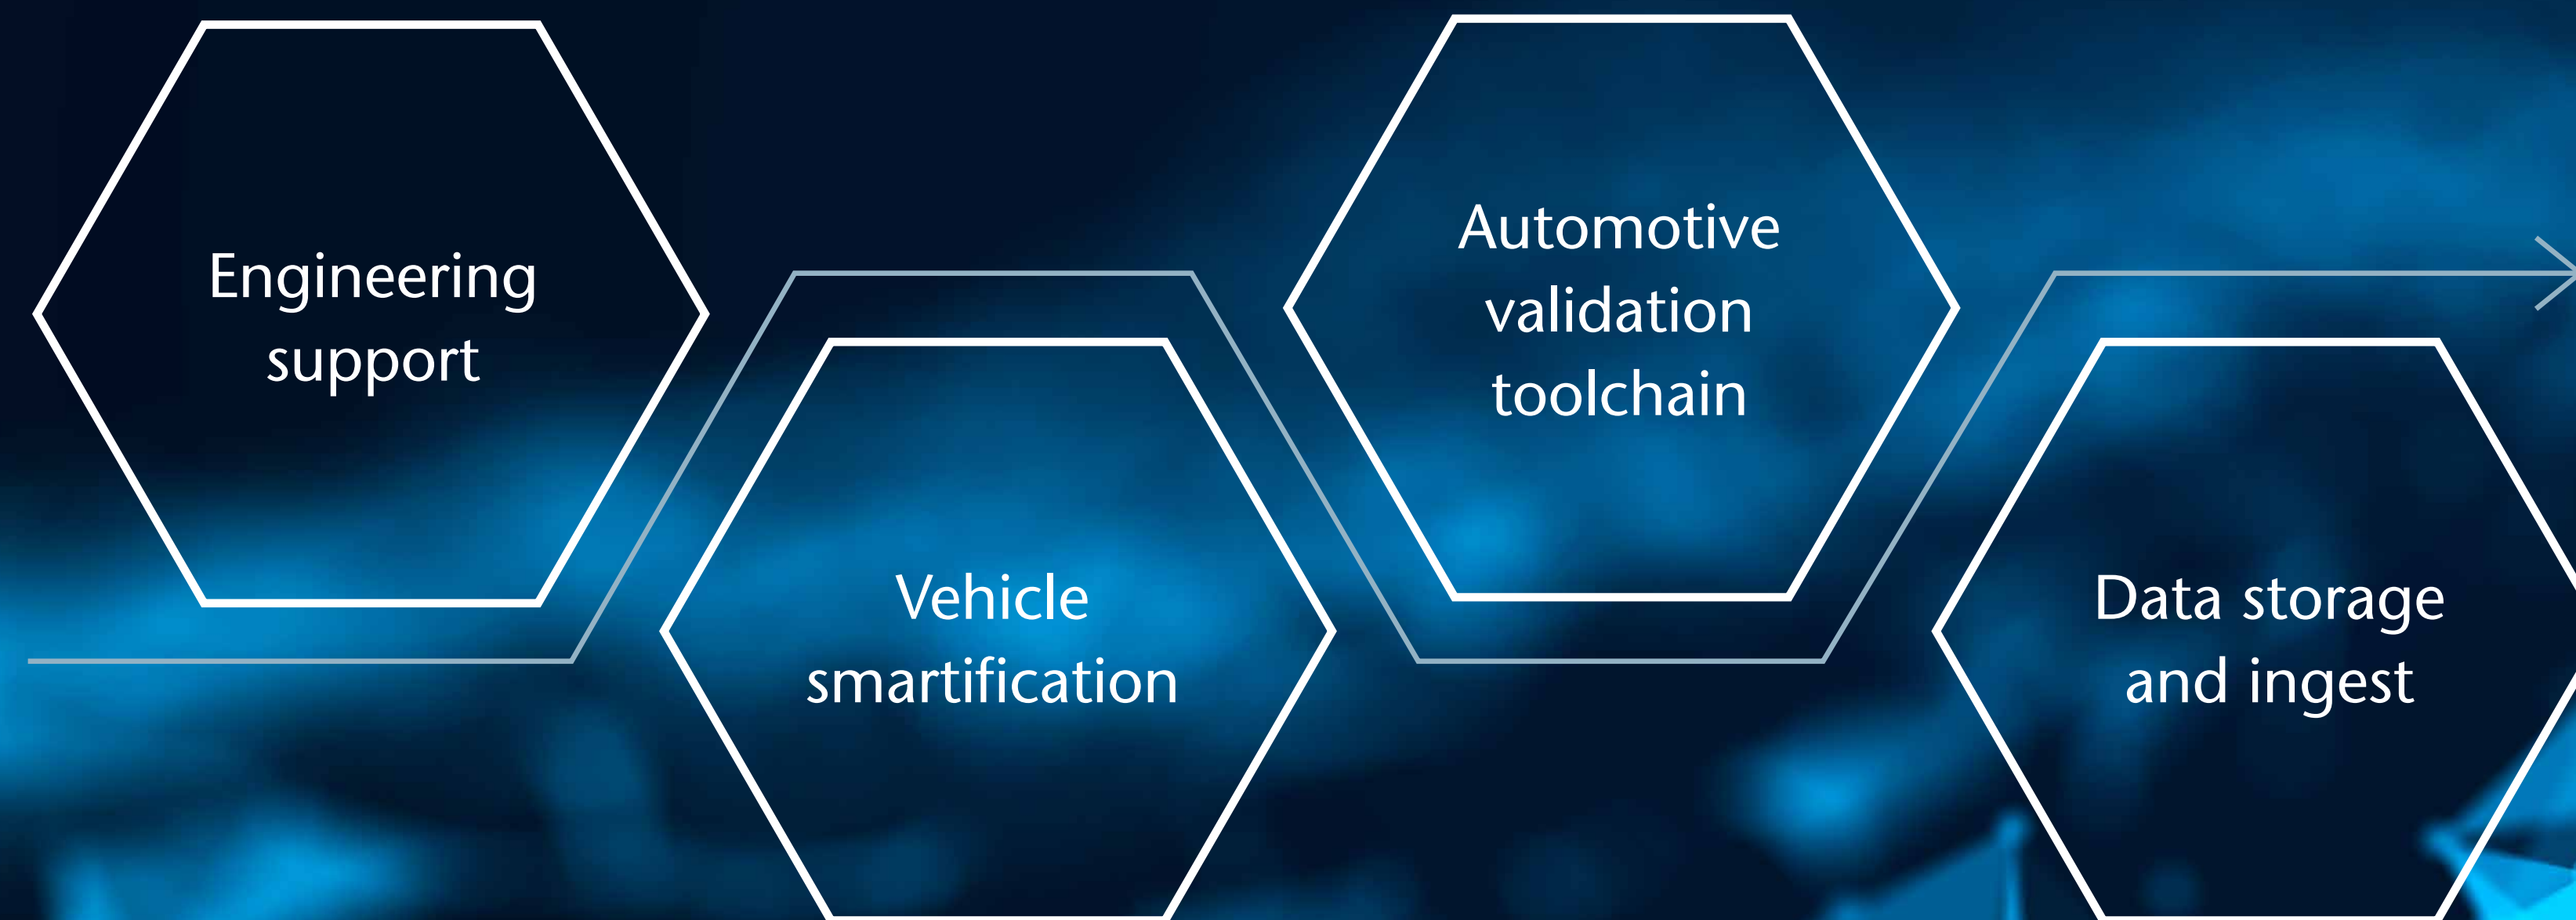 Engineering
support
Vehicle
smartification
Automotive
validation
toolchain
Data storage
and ingest